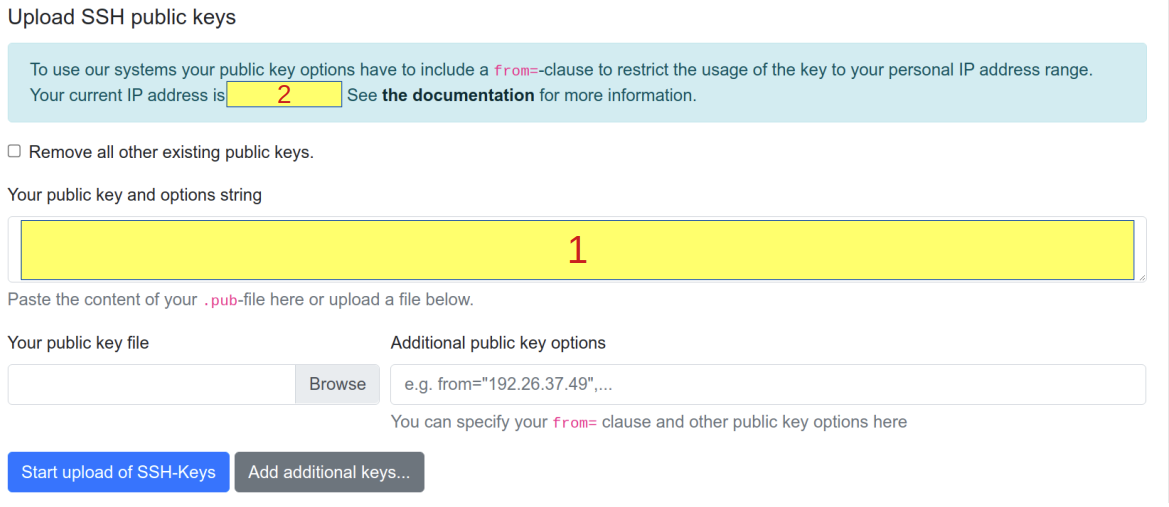 Upload SSH public keys
To use our systems your public key options have to include a from=-clause to restrict the usage of the key to your personal IP address range.
Your current IP address is 2 See the documentation for more information.
Remove all other existing public keys.
Your public key and options string
1
Paste the content of your .pub-file here or upload a file below.
Your public key file Additional public key options
Browse e.g. from="192.26.37.49",...
You can specify your from= clause and other public key options here
Start upload of SSH-Keys Add additional keys...